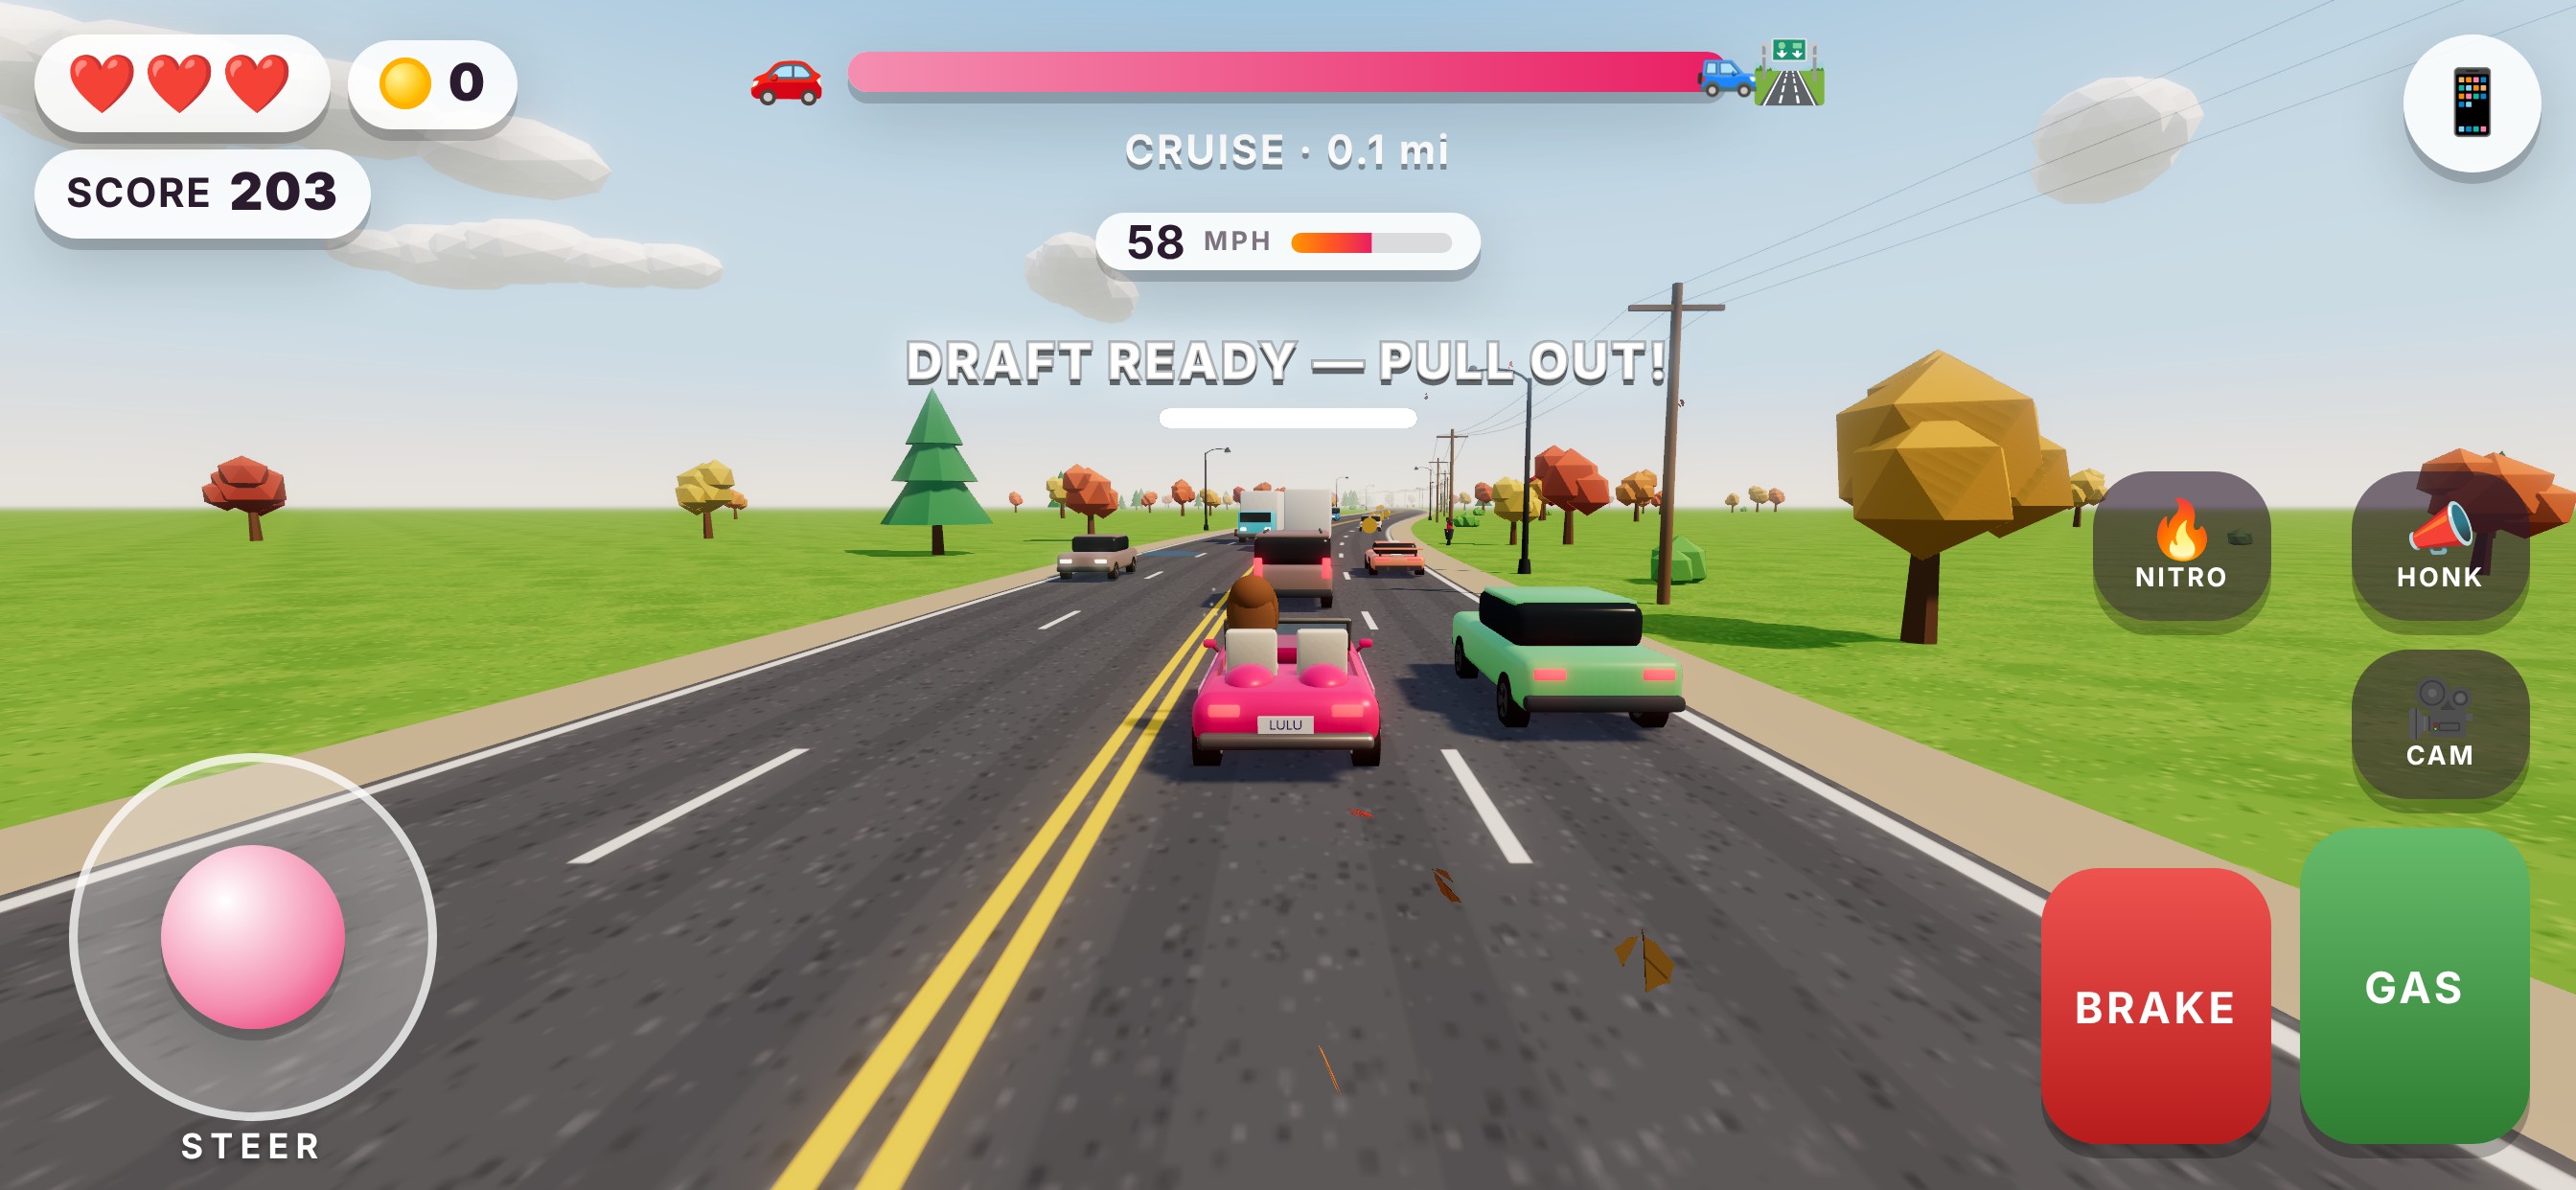 0
SCORE 203
CRUISE · 0.1 mi
58 MPH
DRAFT READY — PULL OUT!
NITRO
HONK
CAM
LULU
BRAKE
GAS
STEER